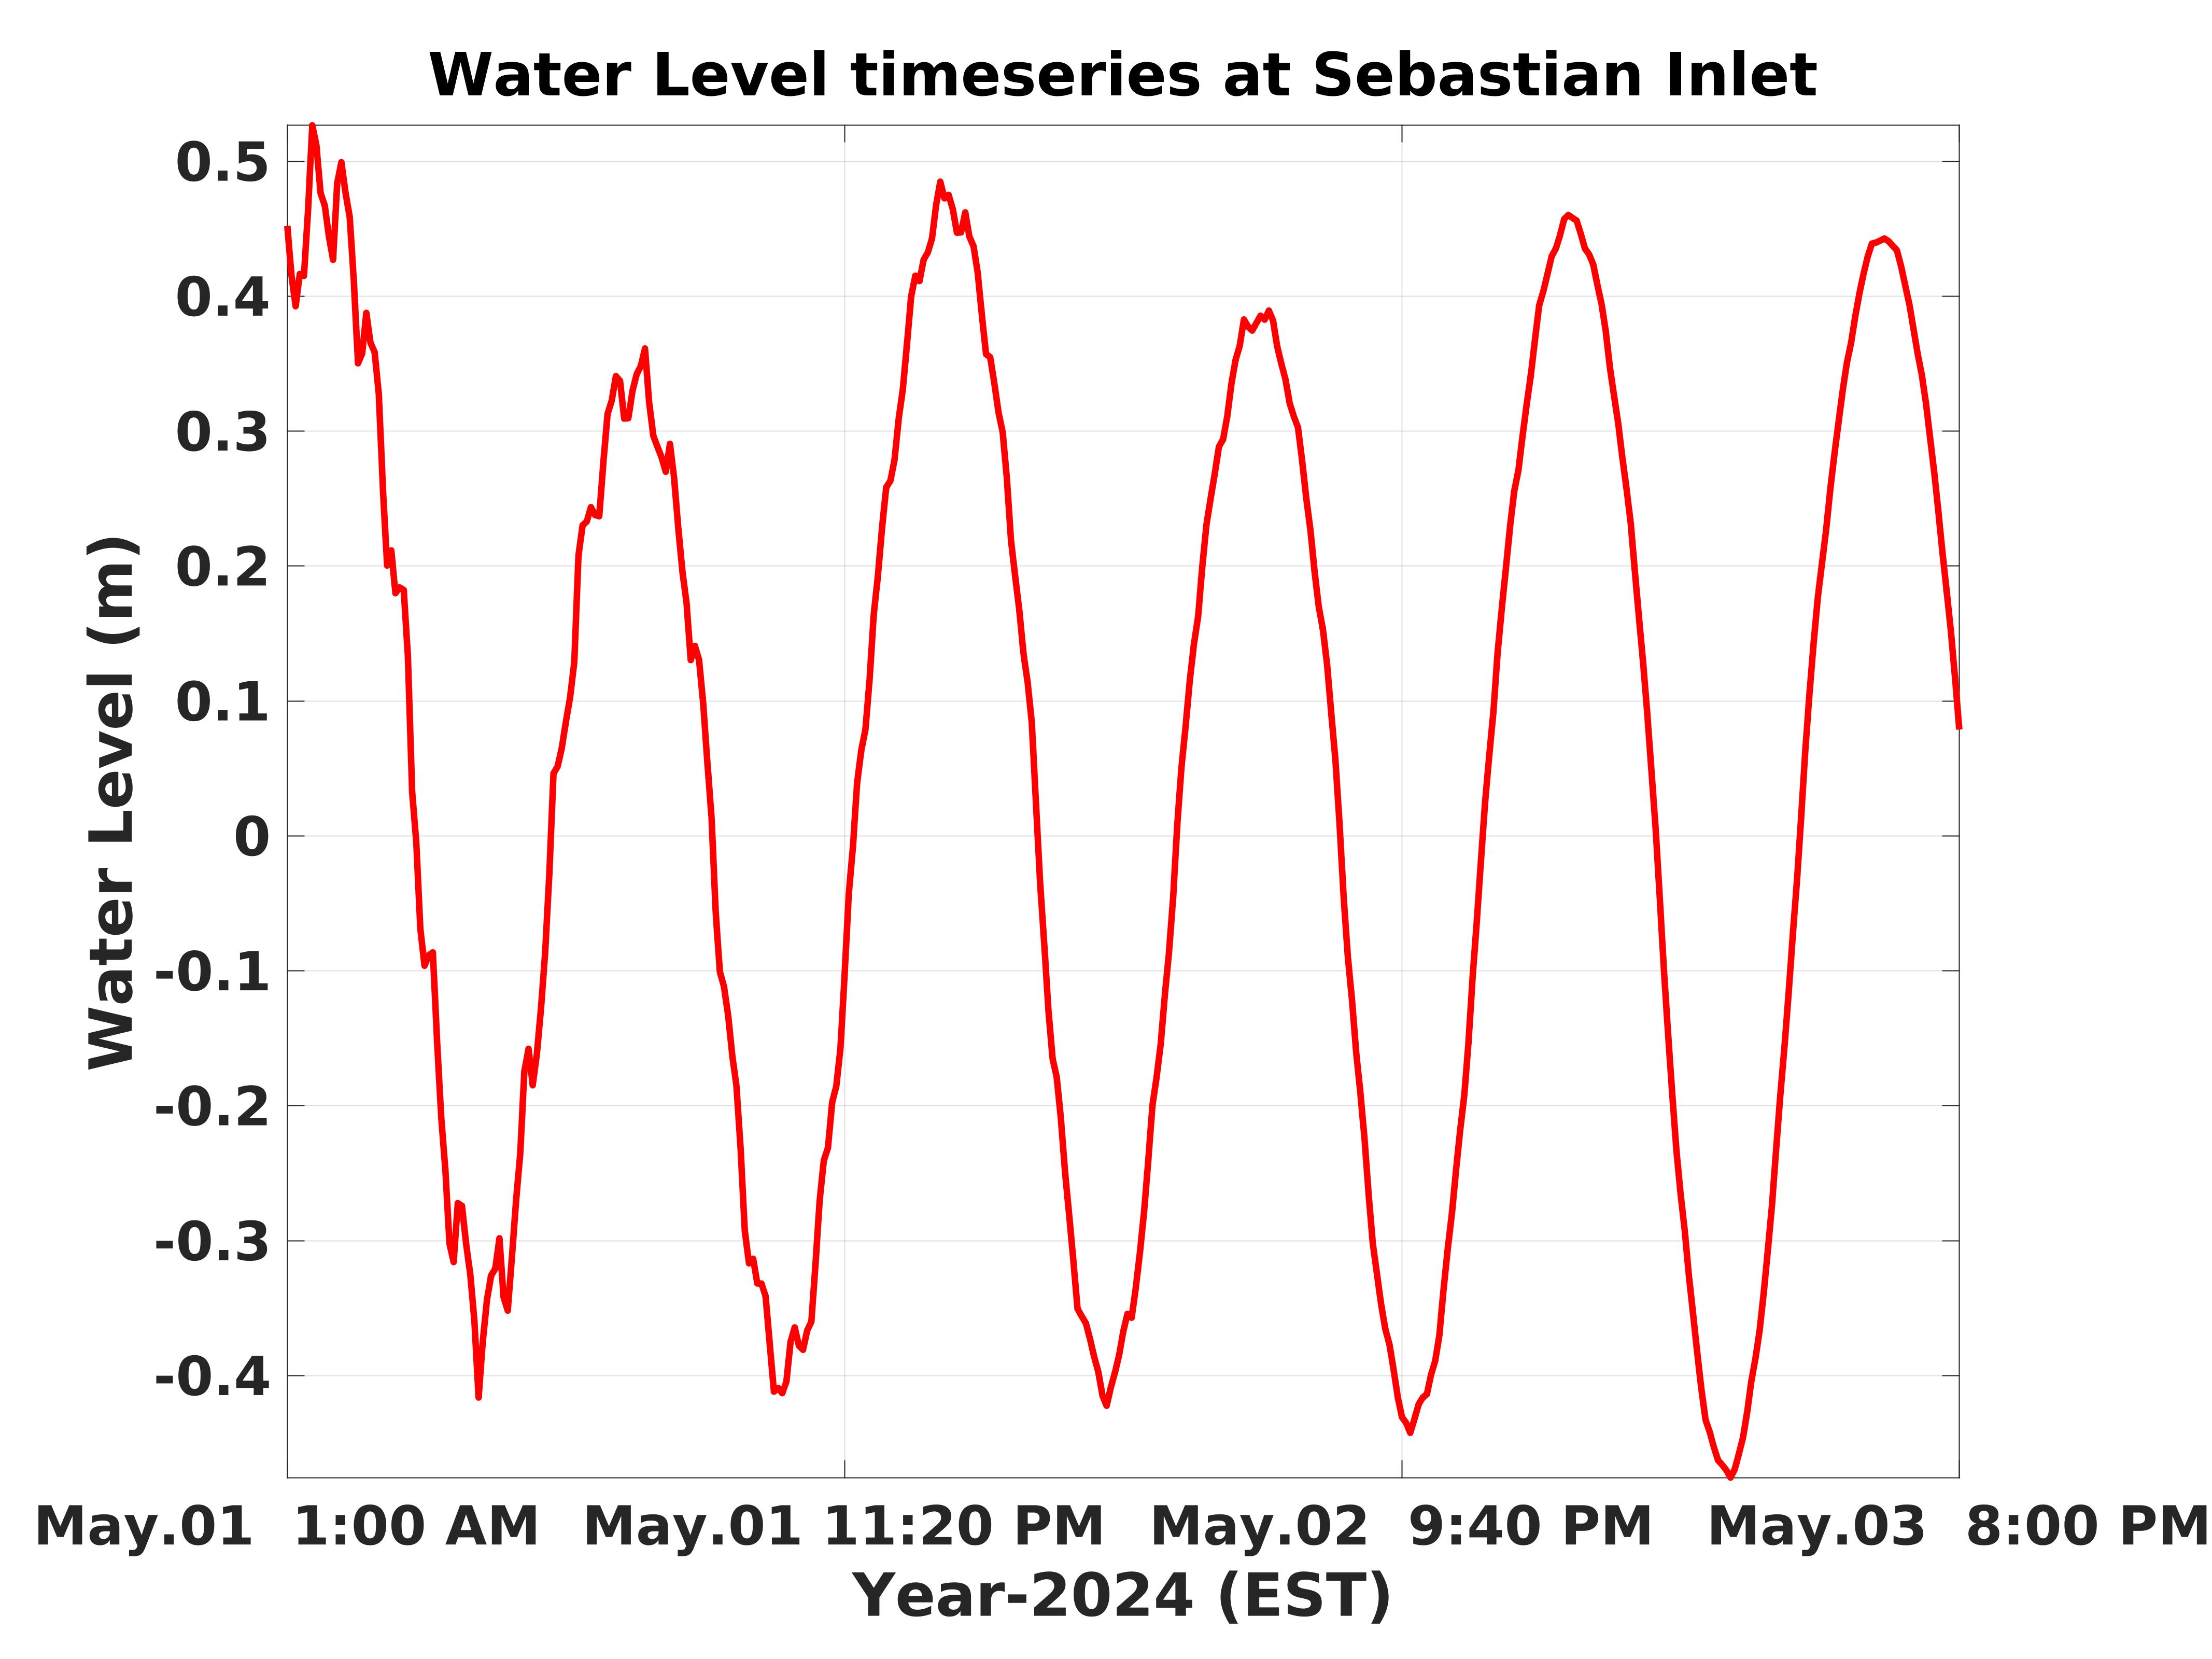 Water Level timeseries at Sebastian Inlet
0.5
0.4
0.3
0.2
0.1
0
-0.1
-0.2
-0.3
-0.4
Water Level (m)
May.01 1:00 AM May.01 11:20 PM May.02 9:40 PM May.03 8:00 PM
Year-2024 (EST)